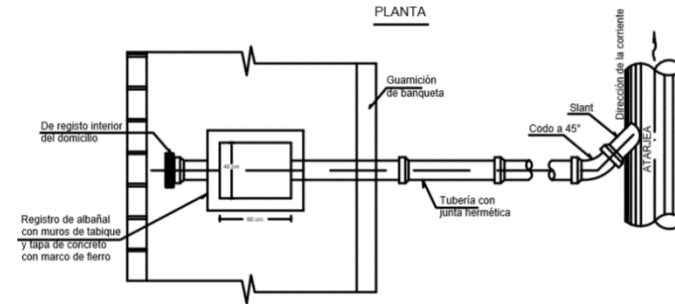 PLANTA
Guarnición
de banqueta
Dirección de la corriente
Slant
Codo a 45°
ATARJEA
De registo interior
del domicilio
40 cm
60 cm.
Tubería con
junta hermética
Registro de albañal
con muros de tabique
y tapa de concreto
con marco de fierro